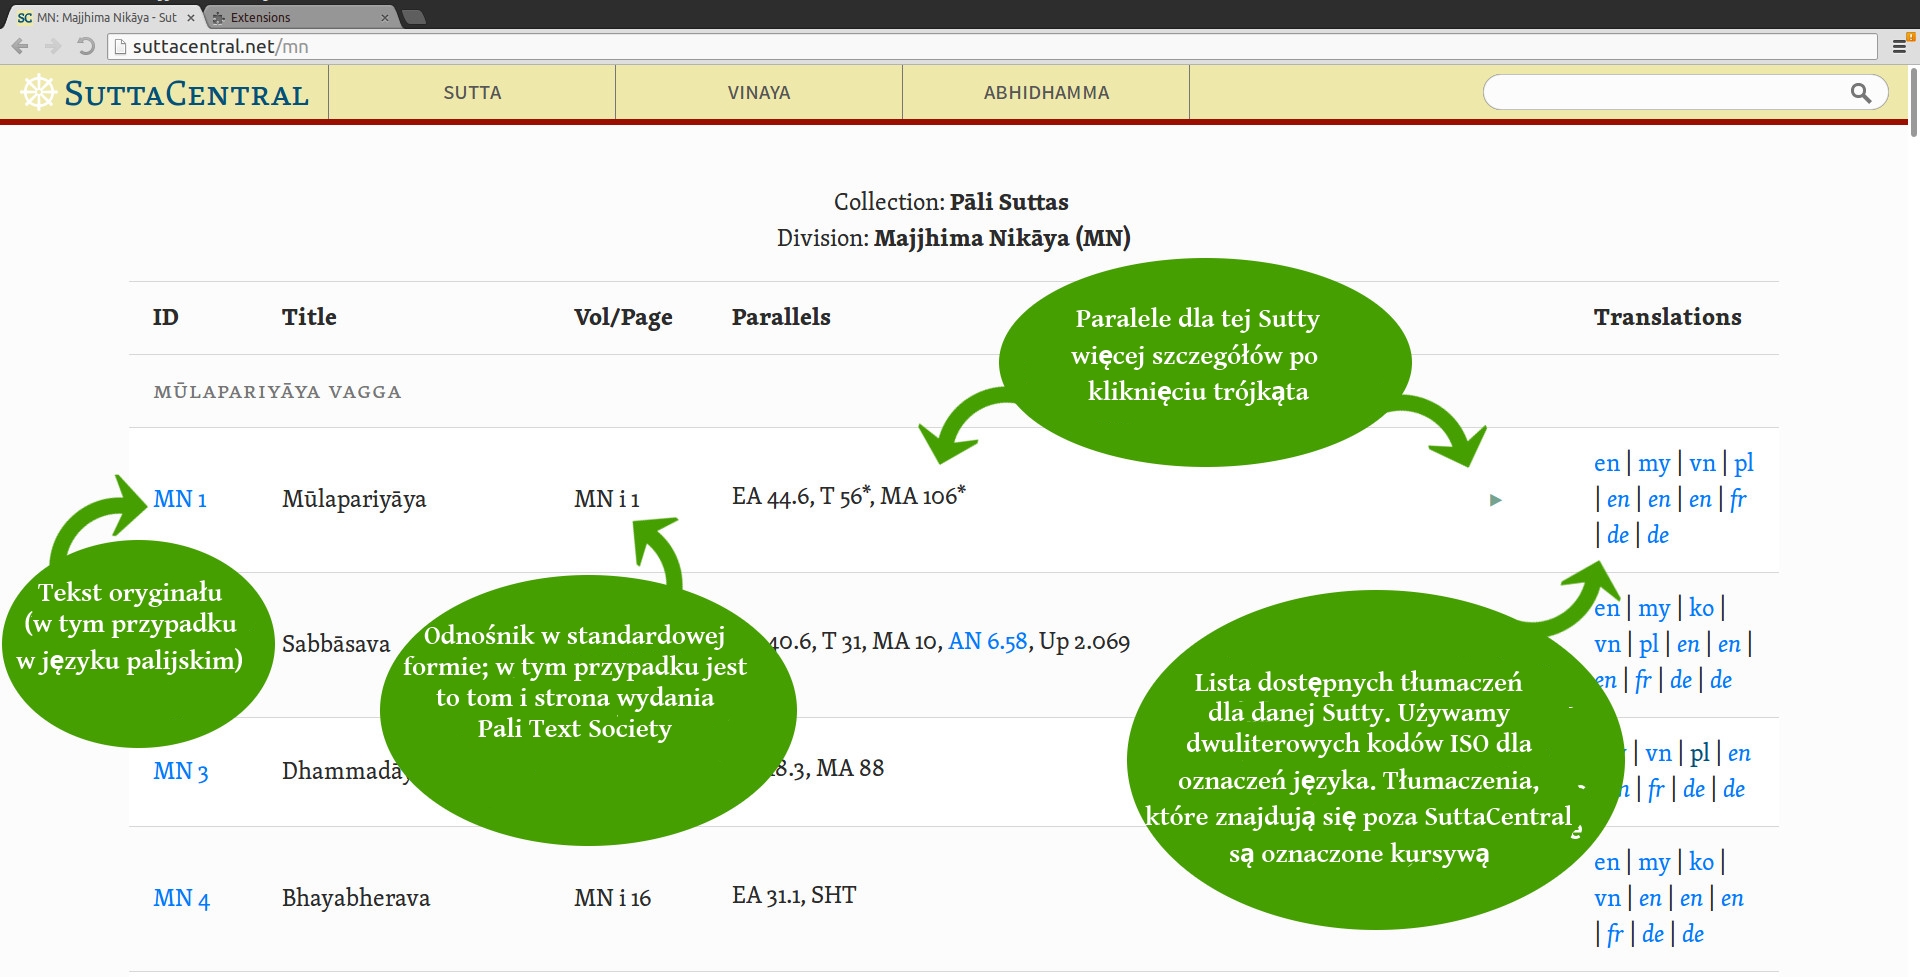 MN: Majjhima Nikāya - Sut
Extensions
suttacentral.net/mn
SUTTACENTRAL
SUTTA
VINAYA
ABHIDHAMMA
Collection: Pāli Suttas
Division: Majjhima Nikāya (MN)
ID Title Vol/Page Parallels Translations
MŪLAPARIYĀYA VAGGA
Paralele dla tej Sutty
więcej szczegółów po
kliknięciu trójkąta
MN 1 Mūlapariyāya MN i 1 EA 44.6, T 56*, MA 106*
en | my | vn | pl
| en | en | en | fr
| de | de
Tekst oryginału
(w tym przypadku
w języku palijskim)
Sabbāsava
Odnośnik w standardowej
formie; w tym przypadku jest
to tom i strona wydania
Pali Text Society
40.6, T 31, MA 10, AN 6.58, Up 2.069
en | my | ko |
vn | pl | en | en |
en | fr | de | de
Lista dostępnych tłumaczeń
dla danej Sutty. Używamy
dwuliterowych kodów ISO dla
oznaczeń języka. Tłumaczenia,
które znajdują się poza SuttaCentral
są oznaczone kursywą
MN 3 8.3, MA 88
| vn | pl | en
| fr | de | de
MN 4 Bhayabherava MN i 16 EA 31.1, SHT
en | my | ko |
vn | en | en | en
| fr | de | de